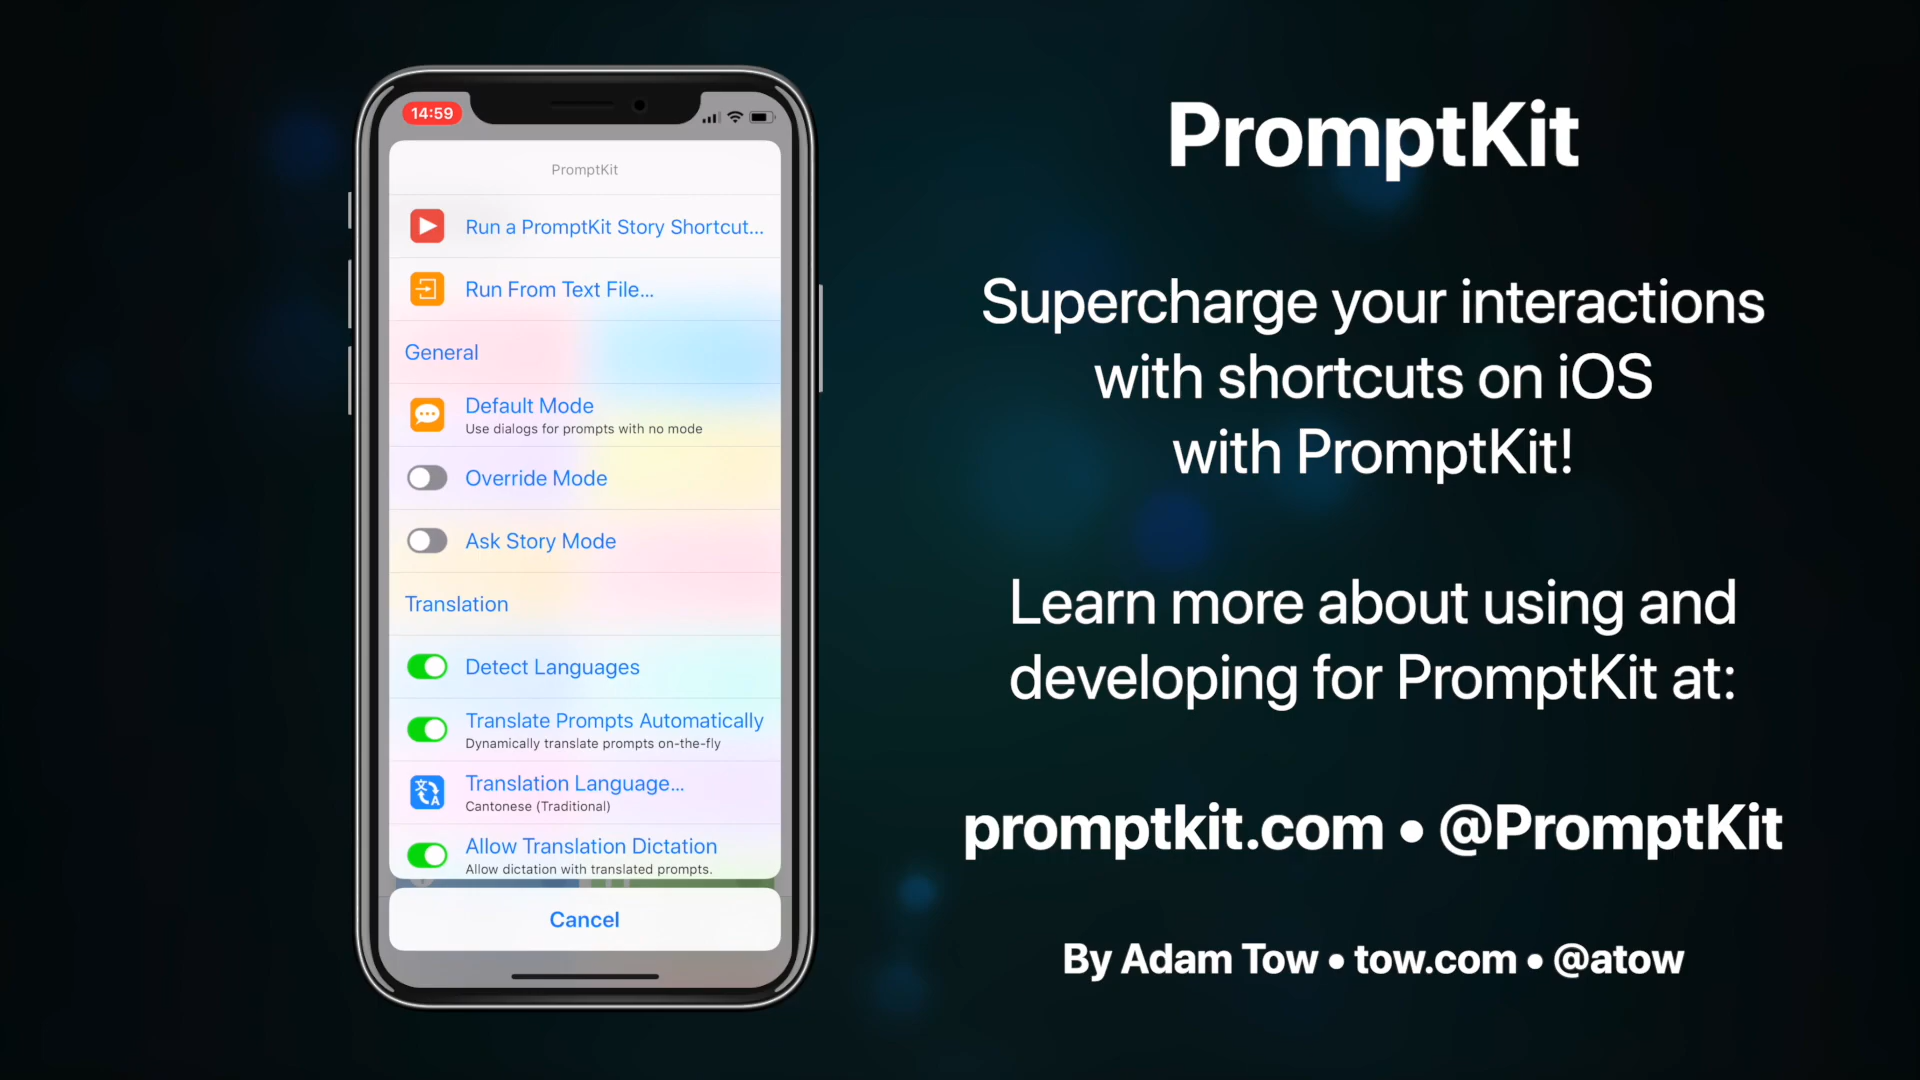 14:59
PromptKit
Run a PromptKit Story Shortcut...
Run From Text File...
General
Default Mode
Use dialogs for prompts with no mode
Override Mode
Ask Story Mode
Translation
Detect Languages
Translate Prompts Automatically
Dynamically translate prompts on-the-fly
Translation Language...
Cantonese (Traditional)
Allow Translation Dictation
Allow dictation with translated prompts.
Cancel
PromptKit
Supercharge your interactions
with shortcuts on iOS
with PromptKit!
Learn more about using and
developing for PromptKit at:
promptkit.com • @PromptKit
By Adam Tow • tow.com • @atow